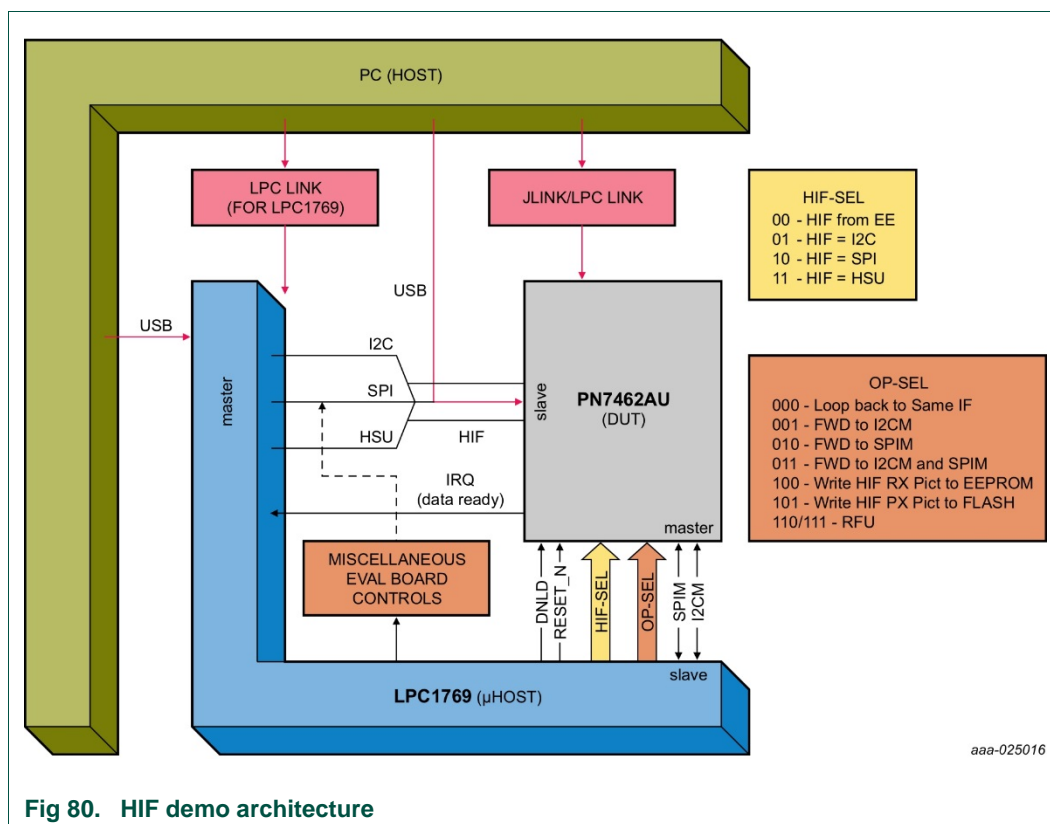 PC (HOST)
LPC LINK
(FOR LPC1769)
JLINK/LPC LINK
HIF-SEL
00 - HIF from EE
01 - HIF = I2C
10 - HIF = SPI
11 - HIF = HSU
USB
USB
master
I2C
SPI
HSU
HIF
slave
PN7462AU
(DUT)
IRQ
(data ready)
master
OP-SEL
000 - Loop back to Same IF
001 - FWD to I2CM
010 - FWD to SPIM
011 - FWD to I2CM and SPIM
100 - Write HIF RX Pict to EEPROM
101 - Write HIF PX Pict to FLASH
110/111 - RFU
MISCELLANEOUS
EVAL BOARD
CONTROLS
DNLD
RESET_N
HIF-SEL
OP-SEL
SPIM
I2CM
slave
LPC1769 (µHOST)
aaa-025016
Fig 80. HIF demo architecture